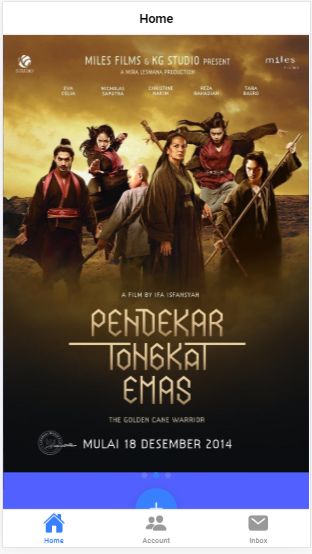 Home
MILES FILMS & KG STUDIO PRESENT
miles
A MIRA LESMANA PRODUCTION
EVA CELIA
NICHOLAS SAPUTRA
CHRISTINE HAKIM
REZA RAHADIAN
TARA BASRO
A FILM BY IFA ISFANSYAH
PENDEKAR
TONGKAT
EMAS
THE GOLDEN CANE WARRIOR
MULAI 18 DESEMBER 2014
Home
Account
Inbox